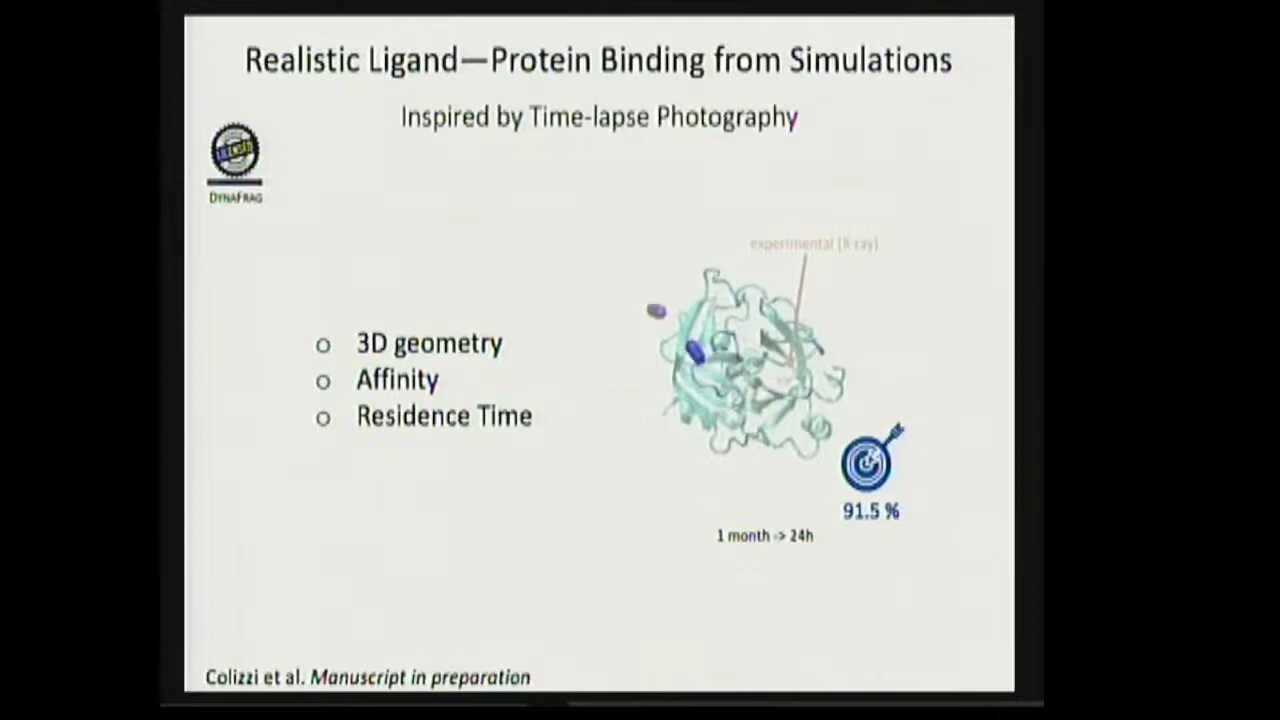 Realistic Ligand—Protein Binding from Simulations
Inspired by Time-lapse Photography
LICENSED
DYNAFRAG
experimental (X-ray)
o 3D geometry
o Affinity
o Residence Time
91.5 %
1 month -> 24h
Colizzi et al. Manuscript in preparation